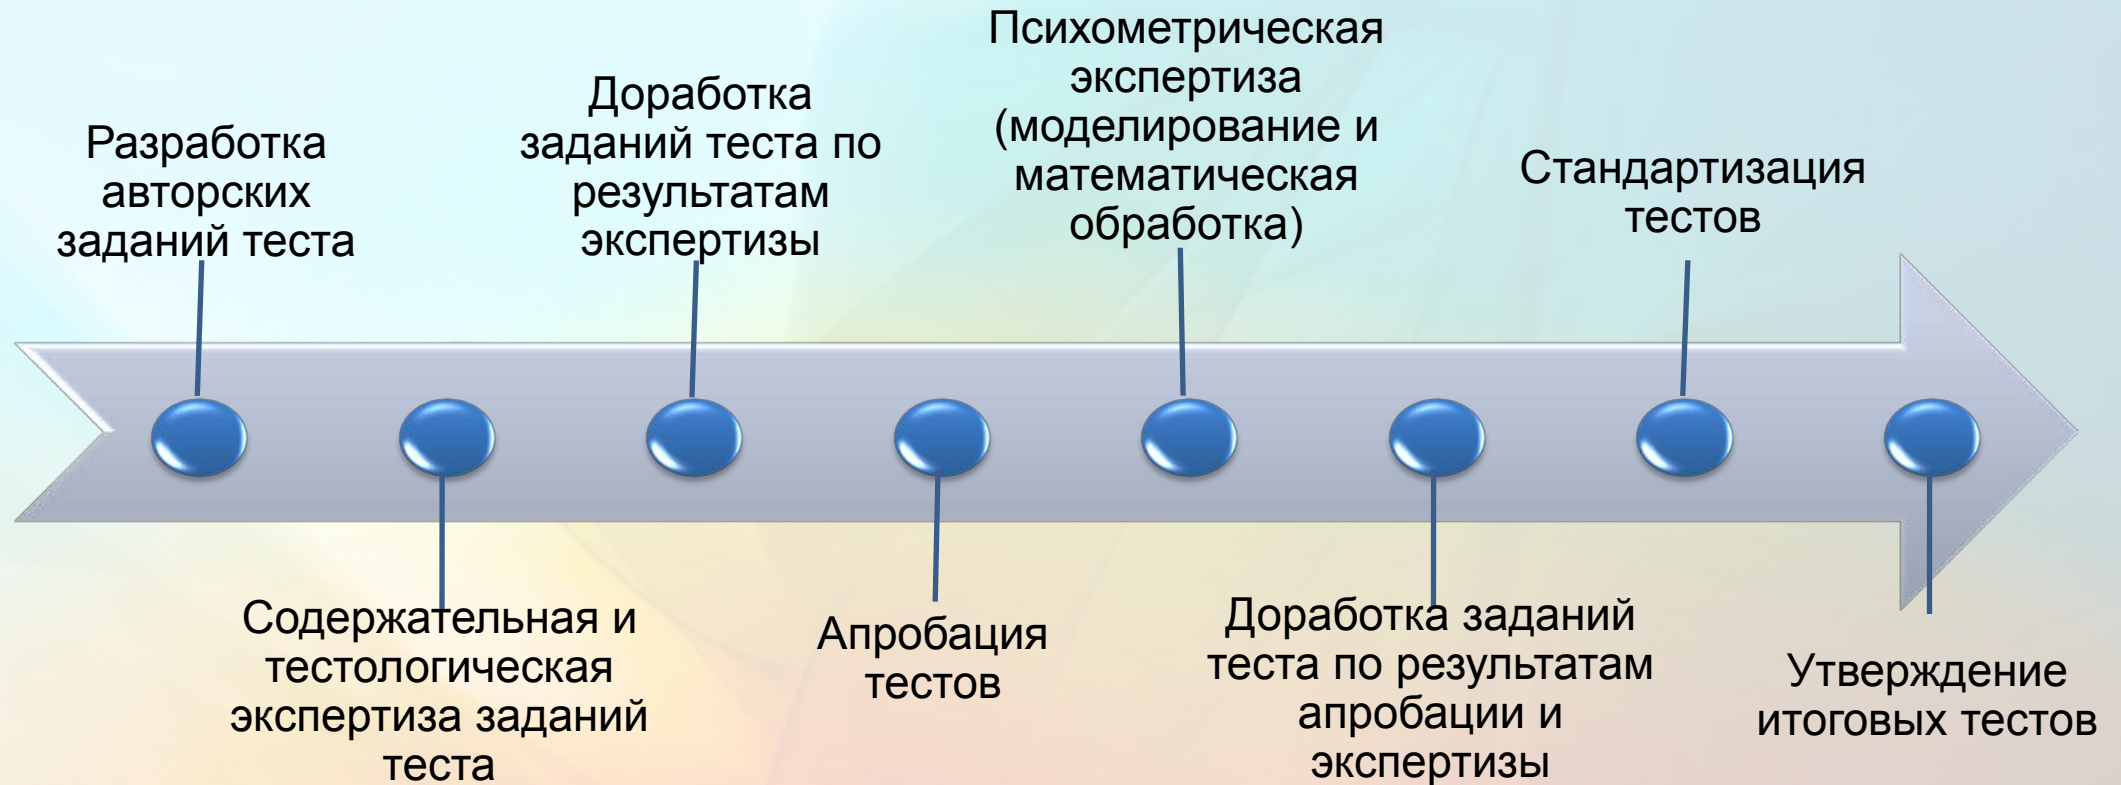 Разработка
авторских
заданий теста
Содержательная и
тестологическая
экспертиза заданий
теста
Доработка
заданий теста по
результатам
экспертизы
Апробация
тестов
Психометрическая
экспертиза
(моделирование и
математическая
обработка)
Доработка заданий
теста по результатам
апробации и
экспертизы
Стандартизация
тестов
Утверждение
итоговых тестов